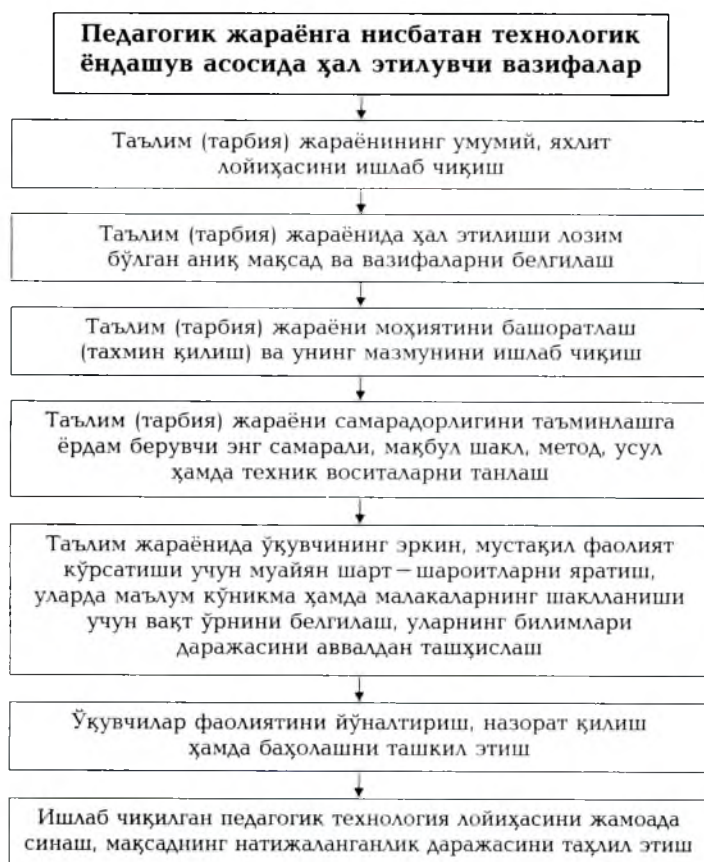 Педагогик жараёнга нисбатан технологик
ёндашув асосида ҳал этилувчи вазифалар
Таълим (тарбия) жараёнининг умумий, яхлит
лойиҳасини ишлаб чиқиш
Таълим (тарбия) жараёнида ҳал этилиши лозим
бўлган аниқ мақсад ва вазифаларни белгилаш
Таълим (тарбия) жараёни моҳиятини башоратлаш
(тахмин қилиш) ва унинг мазмунини ишлаб чиқиш
Таълим (тарбия) жараёни самарадорлигини таъминлашга
ёрдам берувчи энг самарали, мақбул шакл, метод, усул
ҳамда техник воситаларни танлаш
Таълим жараёнида ўқувчининг эркин, мустақил фаолият
кўрсатиши учун муайян шарт—шароитларни яратиш,
уларда маълум кўникма ҳамда малакаларнинг шаклланиши
учун вақт ўрнини белгилаш, уларнинг билимлари
даражасини аввалдан ташҳислаш
Ўқувчилар фаолиятини йўналтириш, назорат қилиш
ҳамда баҳолашни ташкил этиш
Ишлаб чиқилган педагогик технология лойиҳасини жамоада
синаш, мақсаднинг натижаланганлик даражасини таҳлил этиш